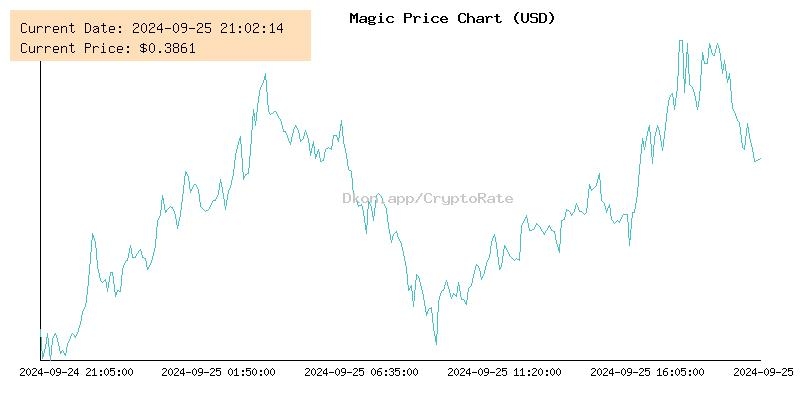 Magic Price Chart (USD)
Current Date: 2024-09-25 21:02:14
Current Price: $0.3861
Dkon.app/CryptoRate
2024-09-24 21:05:00 2024-09-25 01:50:00 2024-09-25 06:35:00 2024-09-25 11:20:00 2024-09-25 16:05:00 2024-09-25